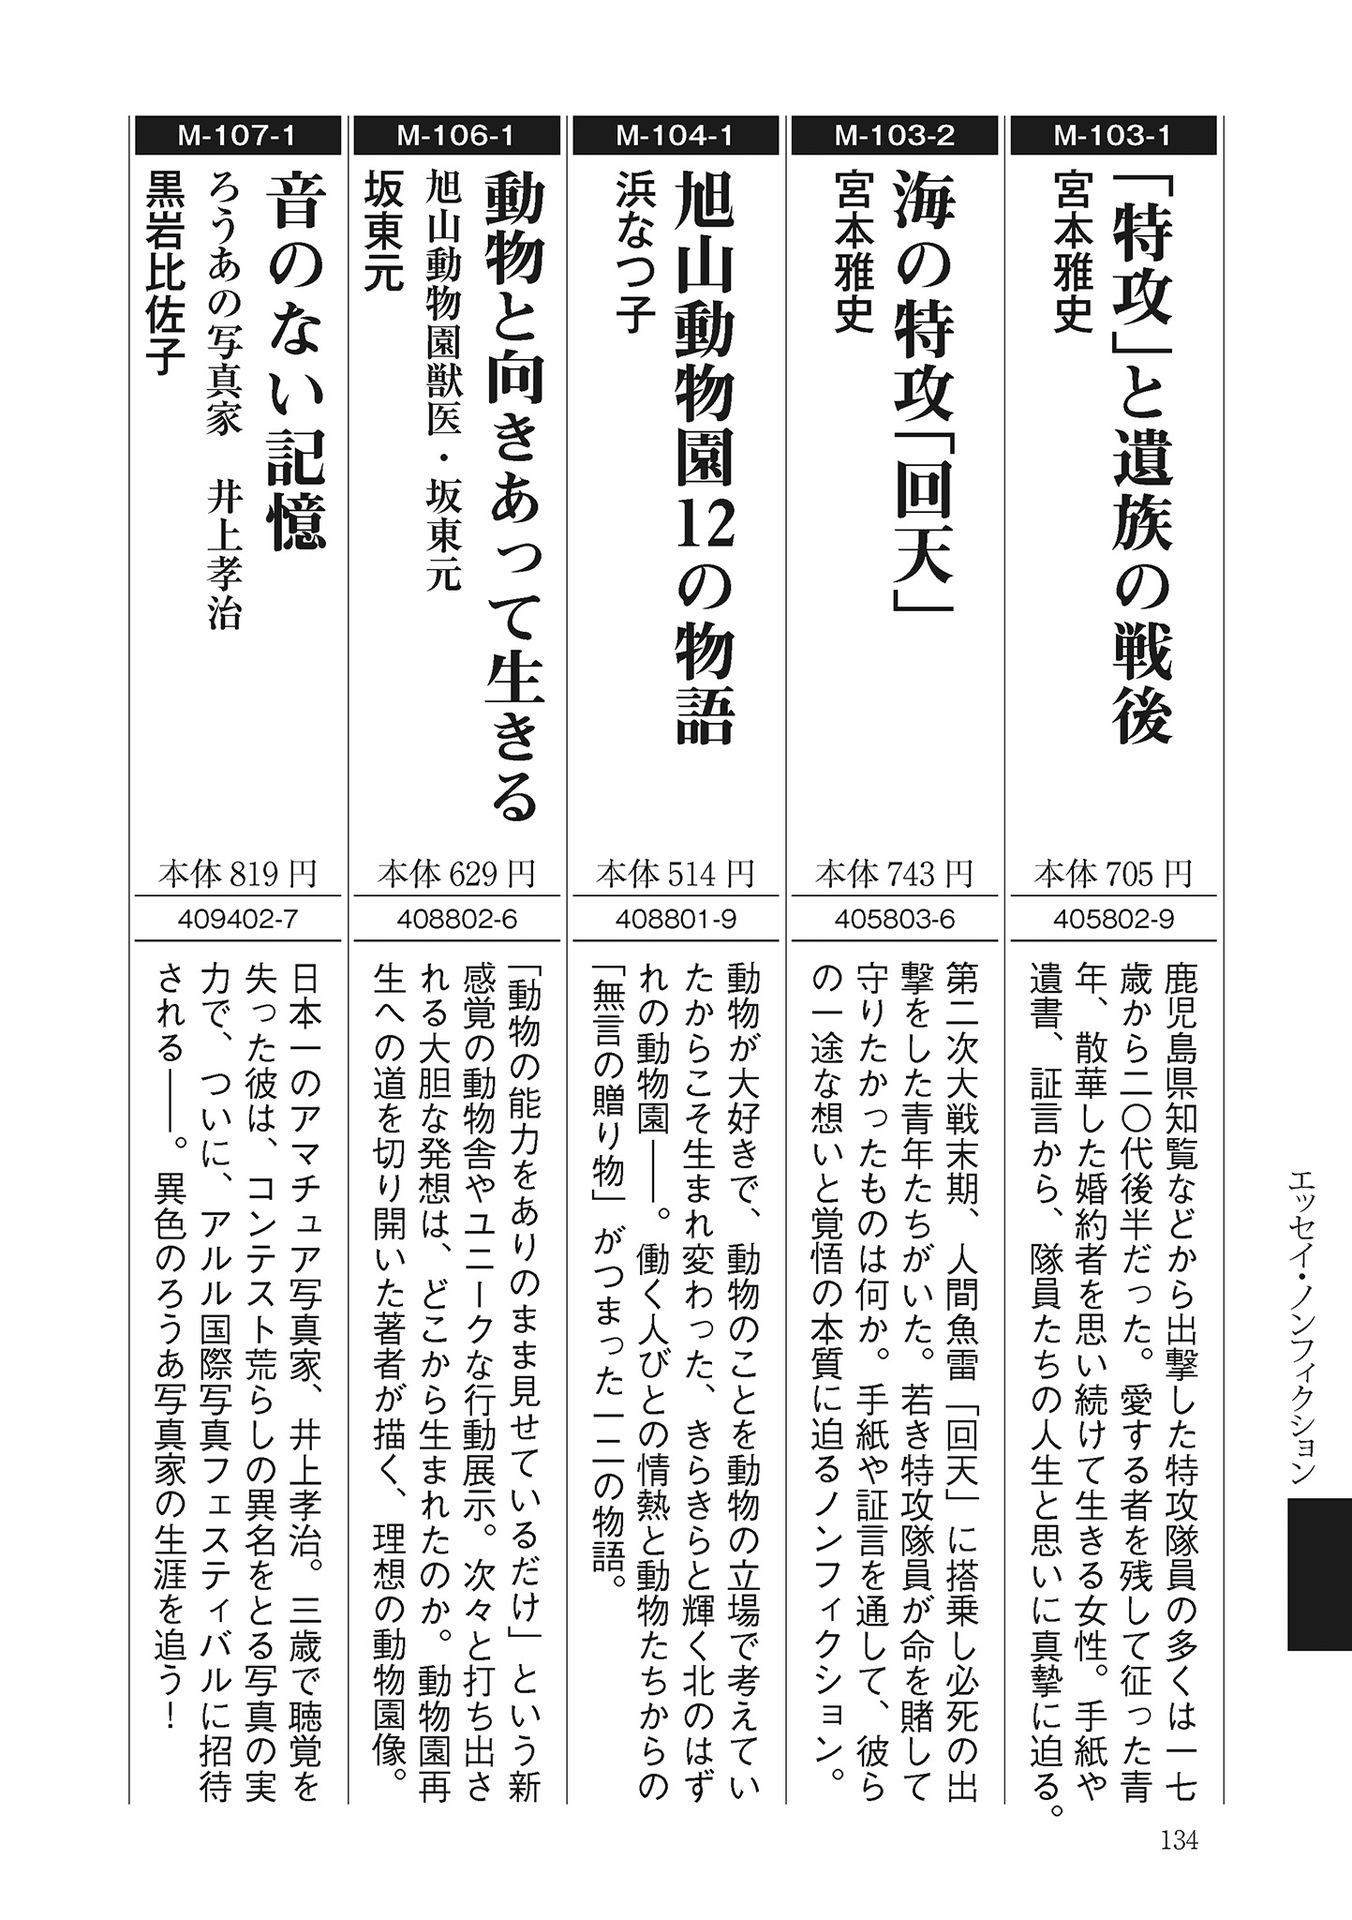 M-103-1
「特攻」と遺族の戦後
宮本雅史
本体705円
405802-9
鹿児島県知覧などから出撃した特攻隊員の多くは一七
歳から二〇代後半だった。愛する者を残して征った青
年、散華した婚約者を思い続けて生きる女性。手紙や
遺書、証言から、隊員たちの人生と思いに真摯に迫る。
M-103-2
海の特攻「回天」
宮本雅史
本体743円
405803-6
第二次大戦末期、人間魚雷「回天」に搭乗し必死の出
撃をした青年たちがいた。若き特攻隊員が命を賭して
守りたかったものは何か。手紙や証言を通して、彼ら
の一途な想いと覚悟の本質に迫るノンフィクション。
M-104-1
旭山動物園12の物語
浜なつ子
本体514円
408801-9
動物が大好きで、動物のことを動物の立場で考えてい
たからこそ生まれ変わった、きらきらと輝く北のはず
れの動物園――。働く人びとの情熱と動物たちからの
「無言の贈り物」がつまった一二の物語。
M-106-1
動物と向きあって生きる
旭山動物園獣医・坂東元
坂東元
本体629円
408802-6
「動物の能力をありのまま見せているだけ」という新
感覚の動物舎やユニークな行動展示。次々と打ち出さ
れる大胆な発想は、どこから生まれたのか。動物園再
生への道を切り開いた著者が描く、理想の動物園像。
M-107-1
音のない記憶
ろうあの写真家 井上孝治
黒岩比佐子
本体819円
409402-7
日本一のアマチュア写真家、井上孝治。三歳で聴覚を
失った彼は、コンテスト荒らしの異名をとる写真の実
力で、ついに、アルル国際写真フェスティバルに招待
される――。異色のろうあ写真家の生涯を追う！
エッセイ・ノンフィクション
134